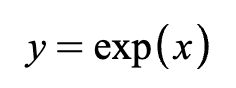 y = exp(x)